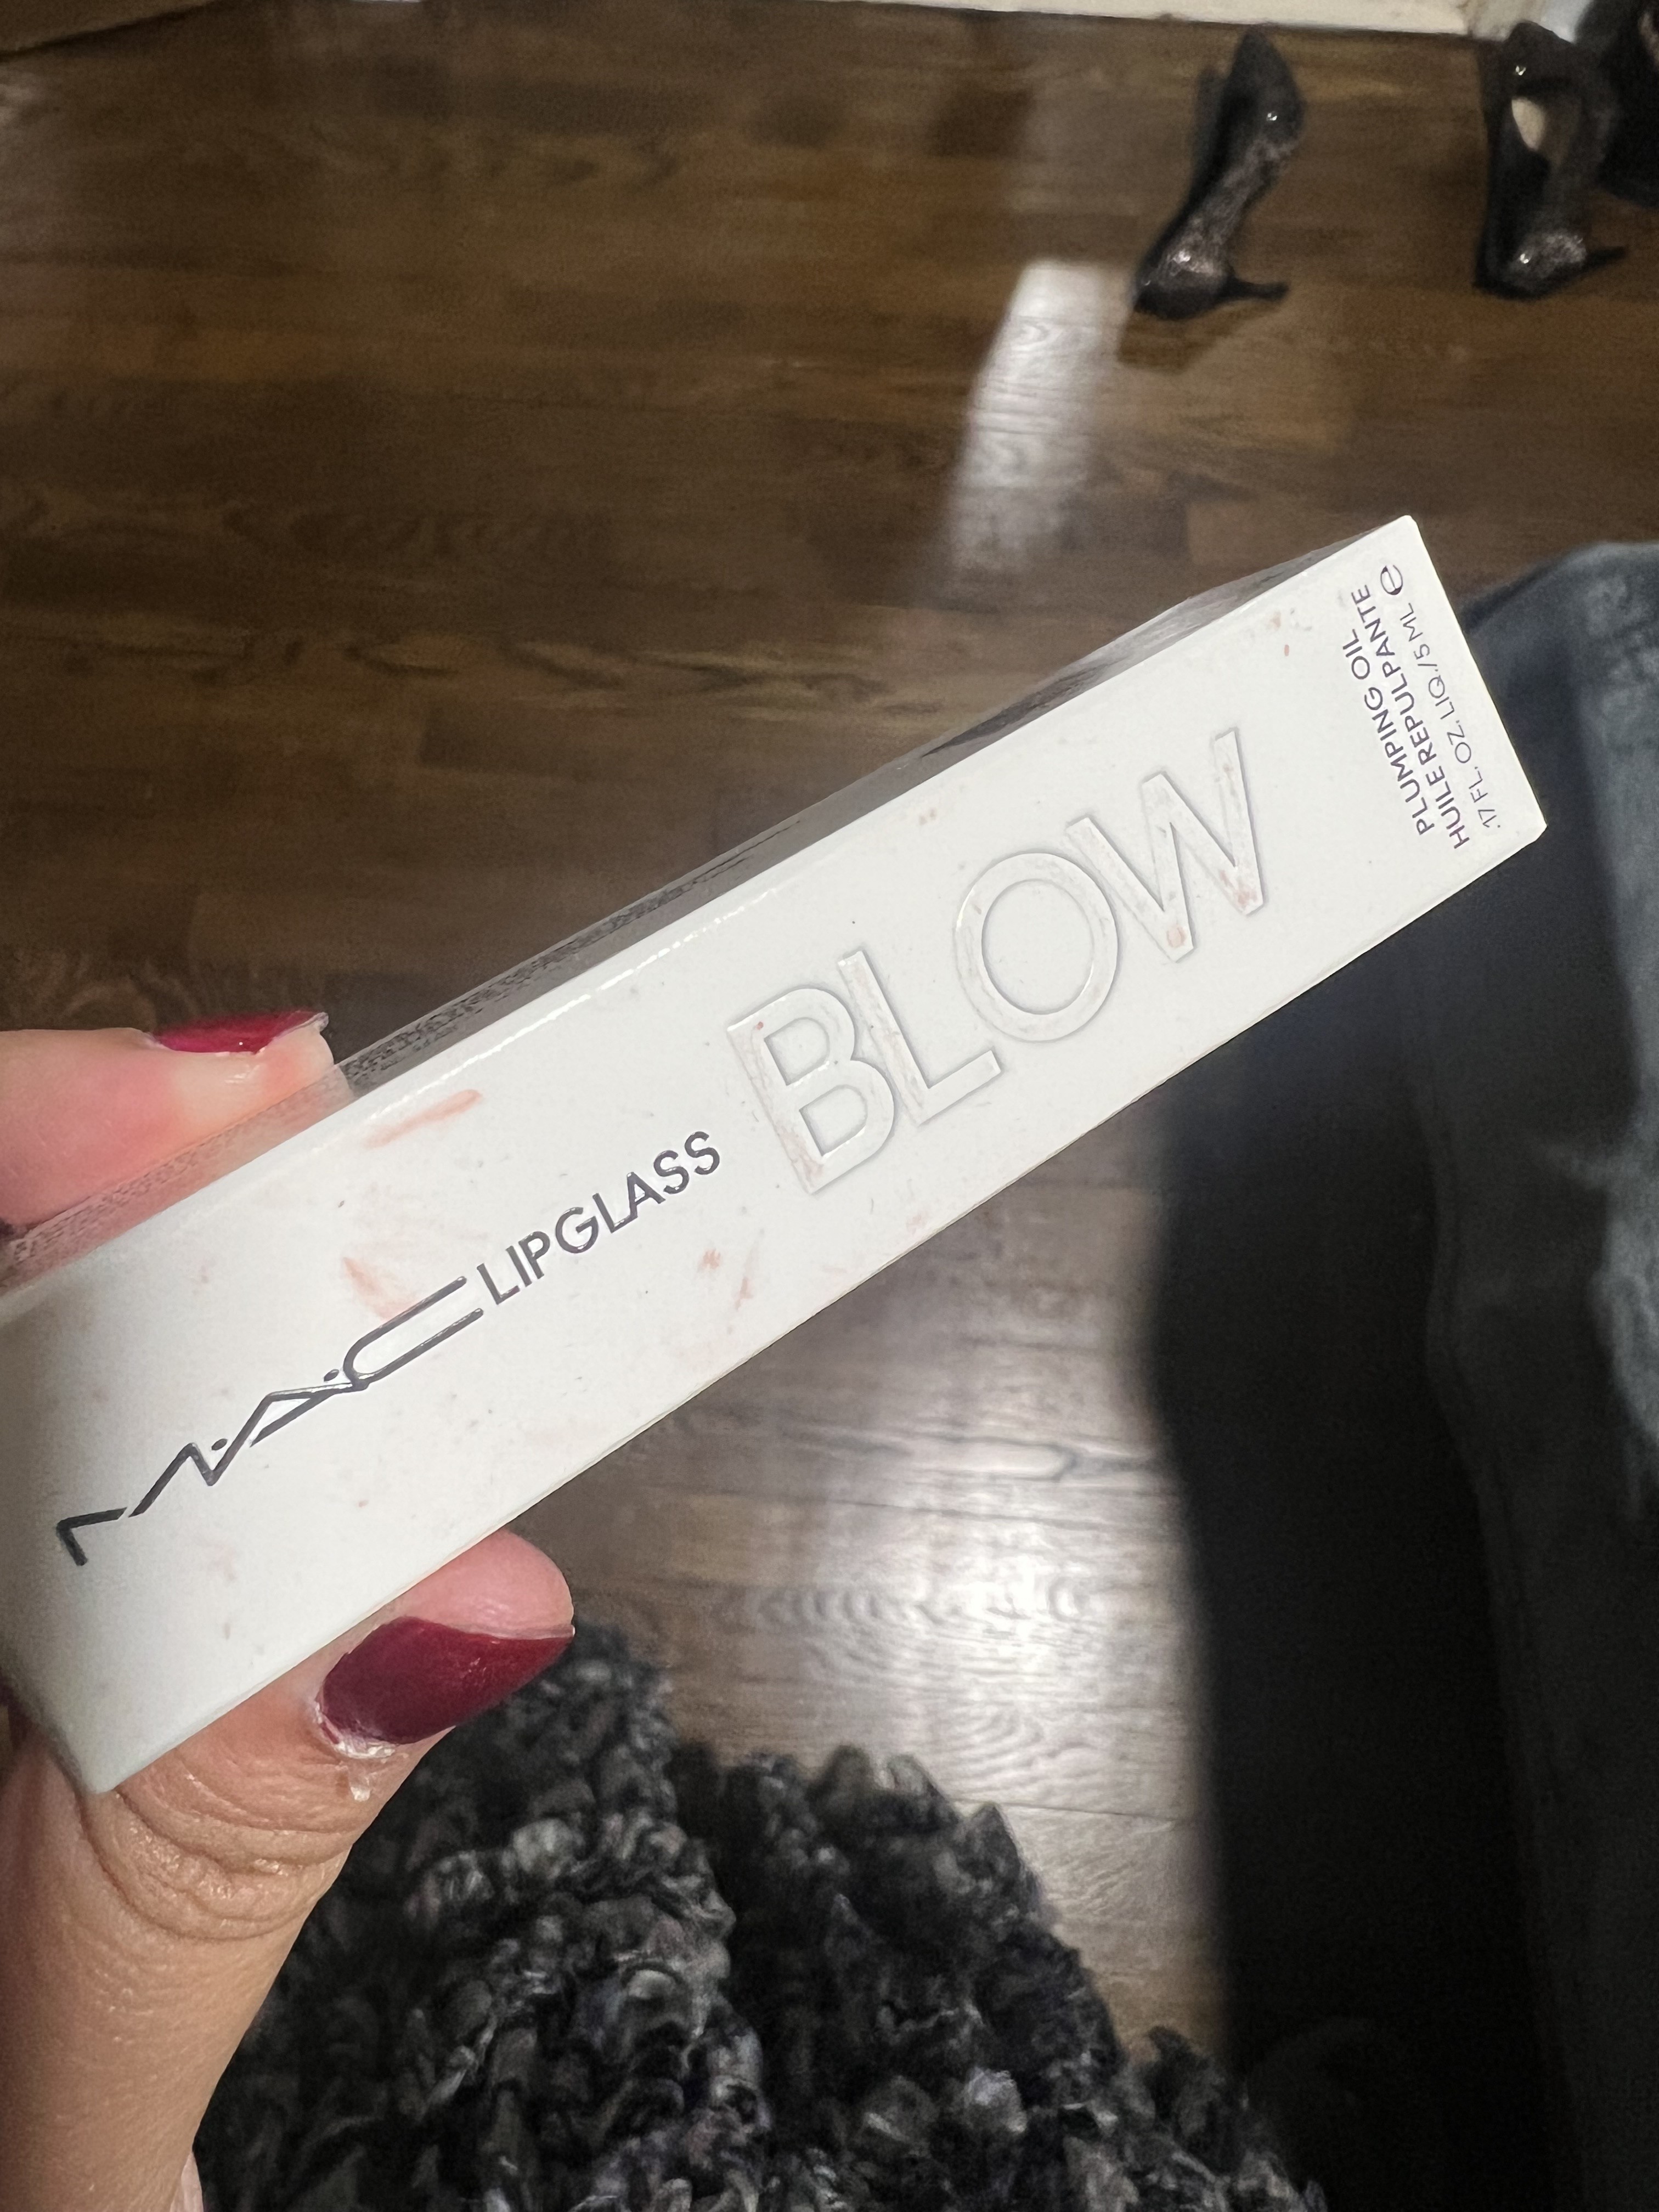 MAC LIPGLASS BLOW
PLUMPING OIL
HUILE REPULPANTE
.17 FL. OZ. LIQ./5 ML e